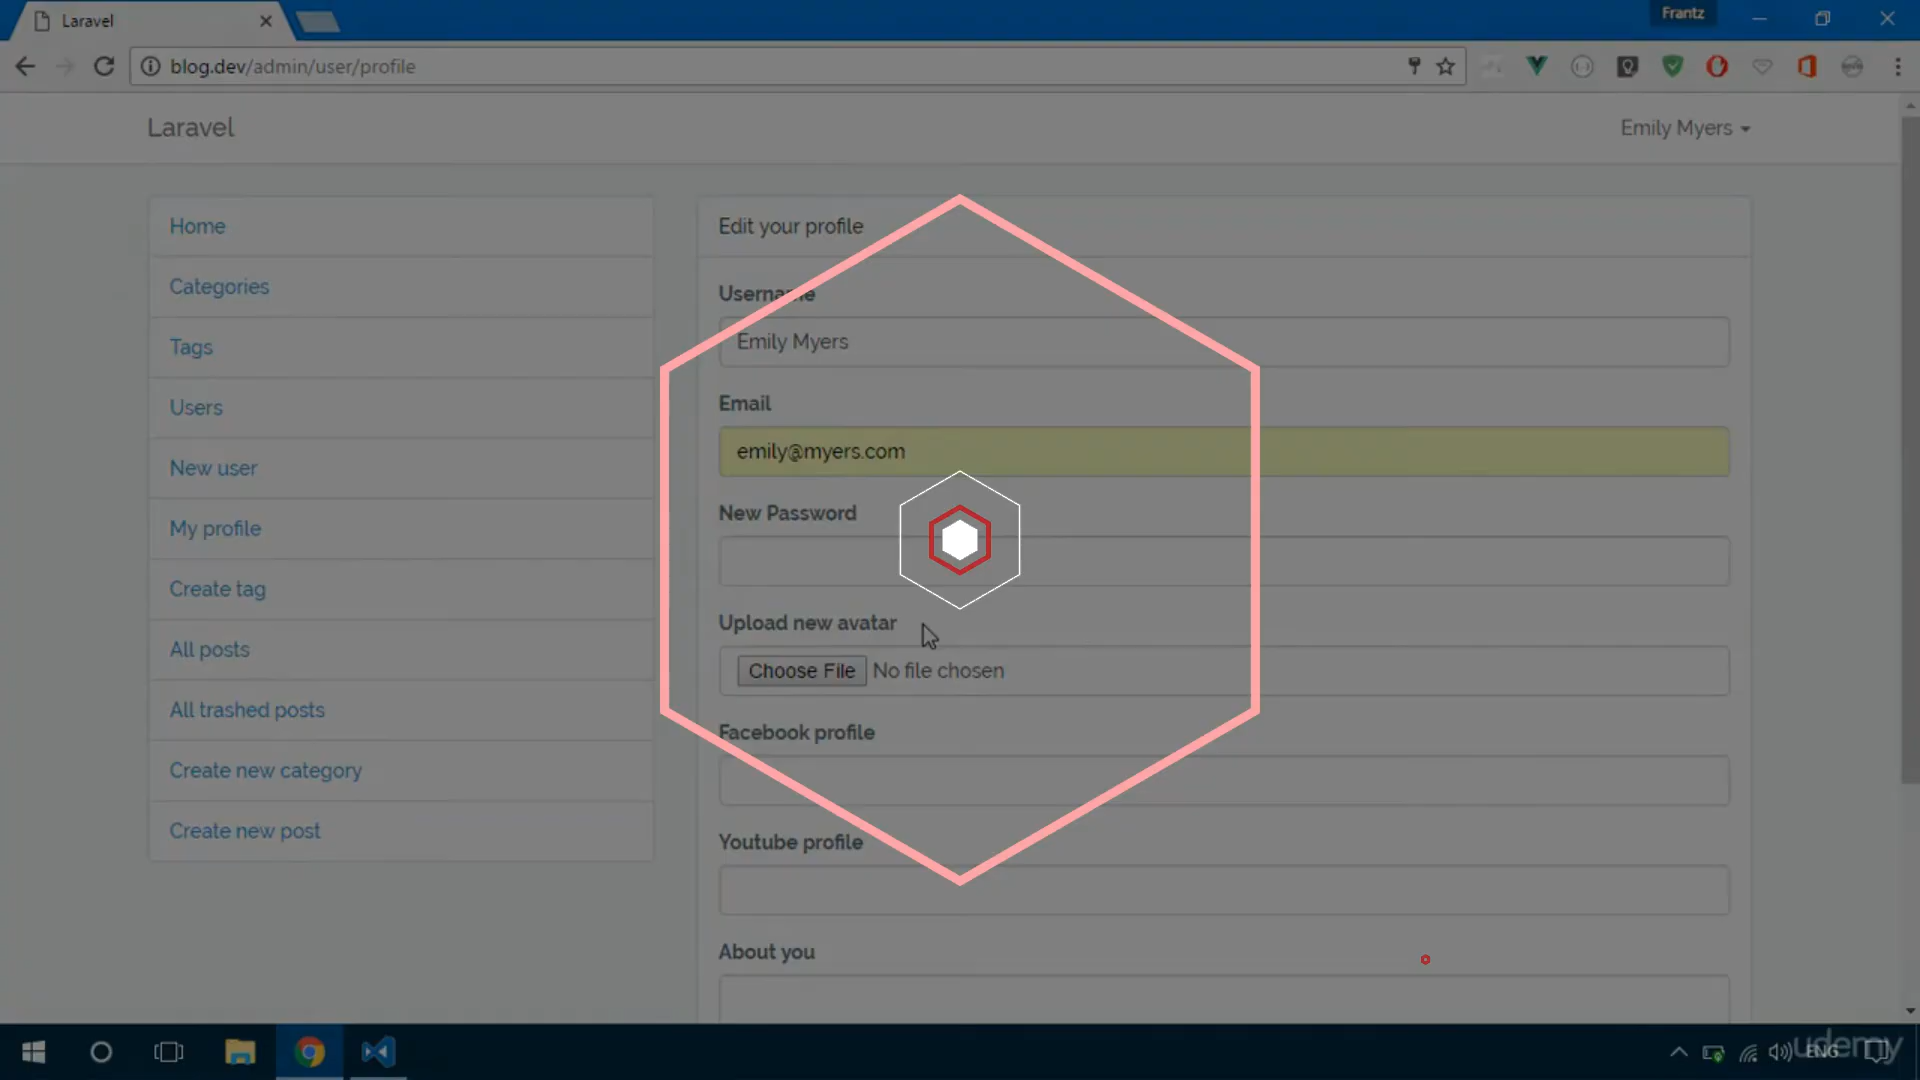 Laravel
Frantz
blog.dev/admin/user/profile
Laravel
Emily Myers
Home
Categories
Tags
Users
New user
My profile
Create tag
All posts
All trashed posts
Create new category
Create new post
Edit your profile
Username
Emily Myers
Email
emily@myers.com
New Password
Upload new avatar
Choose File No file chosen
Facebook profile
Youtube profile
About you
ENG
udemy